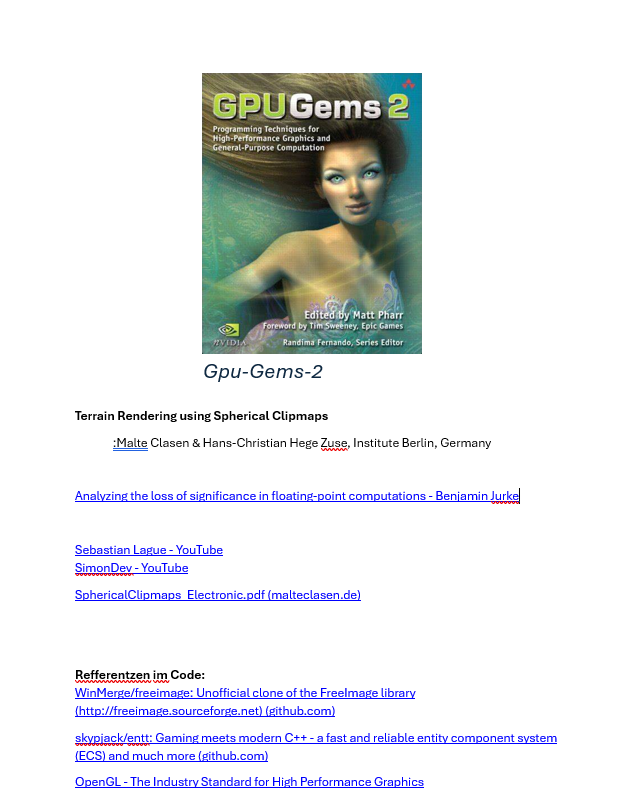 GPUGems 2
Programming Techniques for
High-Performance Graphics and
General-Purpose Computation
Edited by Matt Pharr
Foreword by Tim Sweeney, Epic Games
nVIDIA.
Randima Fernando, Series Editor
Gpu-Gems-2
Terrain Rendering using Spherical Clipmaps
:Malte Clasen & Hans-Christian Hege Zuse, Institute Berlin, Germany
Analyzing the loss of significance in floating-point computations - Benjamin Jurke
Sebastian Lague - YouTube
SimonDev - YouTube
SphericalClipmaps_Electronic.pdf (malteclasen.de)
Refferentzen im Code:
WinMerge/freeimage: Unofficial clone of the FreeImage library
(http://freeimage.sourceforge.net) (github.com)
skypjack/entt: Gaming meets modern C++ - a fast and reliable entity component system
(ECS) and much more (github.com)
OpenGL - The Industry Standard for High Performance Graphics